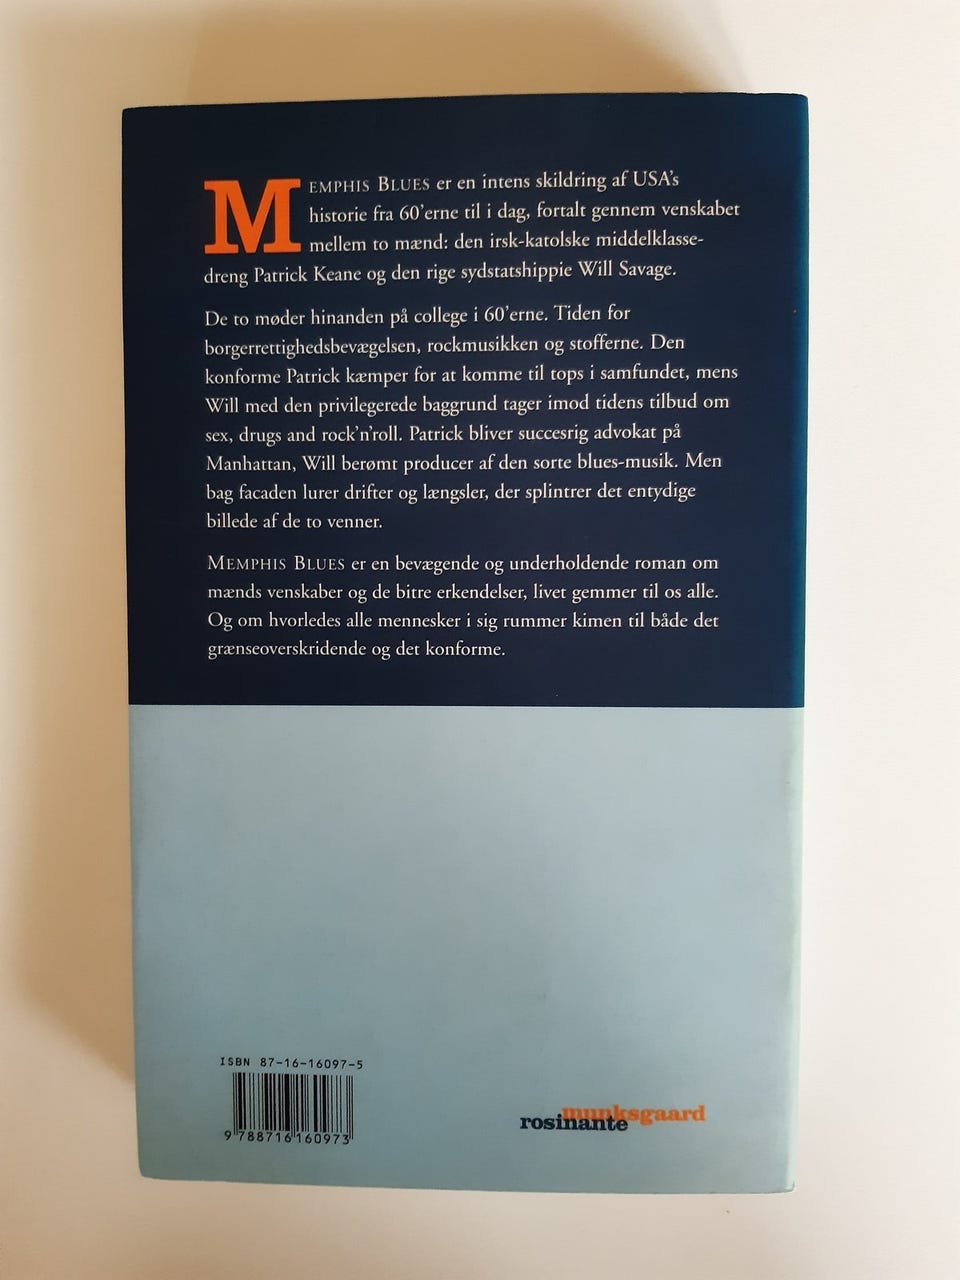 MEMPHIS BLUES er en intens skildring af USA's
historie fra 60'erne til i dag, fortalt gennem venskabet
mellem to mænd: den irsk-katolske middelklasse-
dreng Patrick Keane og den rige sydstatshippie Will Savage.
De to møder hinanden på college i 60'erne. Tiden for
borgerrettighedsbevægelsen, rockmusikken og stofferne. Den
konforme Patrick kæmper for at komme til tops i samfundet, mens
Will med den privilegerede baggrund tager imod tidens tilbud om
sex, drugs and rock'n'roll. Patrick bliver succesrig advokat på
Manhattan, Will berømt producer af den sorte blues-musik. Men
bag facaden lurer drifter og længsler, der splintrer det entydige
billede af de to venner.
MEMPHIS BLUES er en bevægende og underholdende roman om
mænds venskaber og de bitre erkendelser, livet gemmer til os alle.
Og om hvorledes alle mennesker i sig rummer kimen til både det
grænseoverskridende og det konforme.
ISBN 87-16-16097-5
9 788716 160973
munksgaard
rosinante